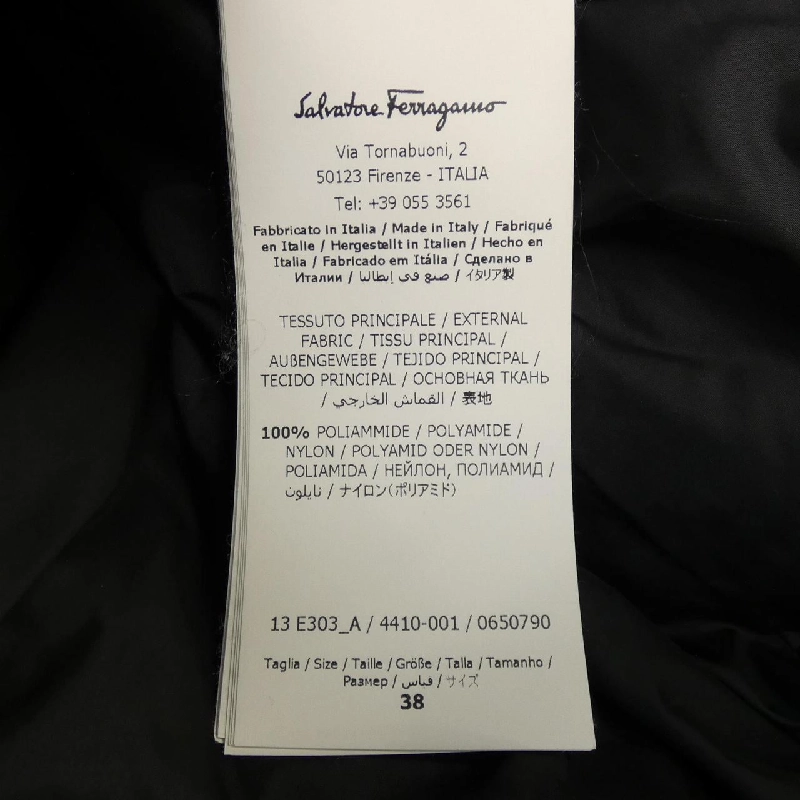 Salvatore Ferragamo
Via Tornabuoni, 2
50123 Firenze - ITALIA
Tel: +39 055 3561
Fabbricato in Italia / Made in Italy / Fabriqué
en Italie / Hergestellt in Italien / Hecho en
Italia / Fabricado em Itália / Сделано в
Италии / صنع في إيطاليا / イタリア製
TESSUTO PRINCIPALE / EXTERNAL
FABRIC / TISSU PRINCIPAL /
AUßENGEWEBE / TEJIDO PRINCIPAL /
TECIDO PRINCIPAL / ОСНОВНАЯ ТКАНЬ
/ القماش الخارجي / 表地
100% POLIAMMIDE / POLYAMIDE /
NYLON / POLYAMID ODER NYLON /
POLIAMIDA / НЕЙЛОН, ПОЛИАМИД /
نايلون / ナイロン(ポリアミド)
13 E303_A / 4410-001 / 0650790
Taglia / Size / Taille / Größe / Talla / Tamanho /
Размер / قياس / サイズ
38